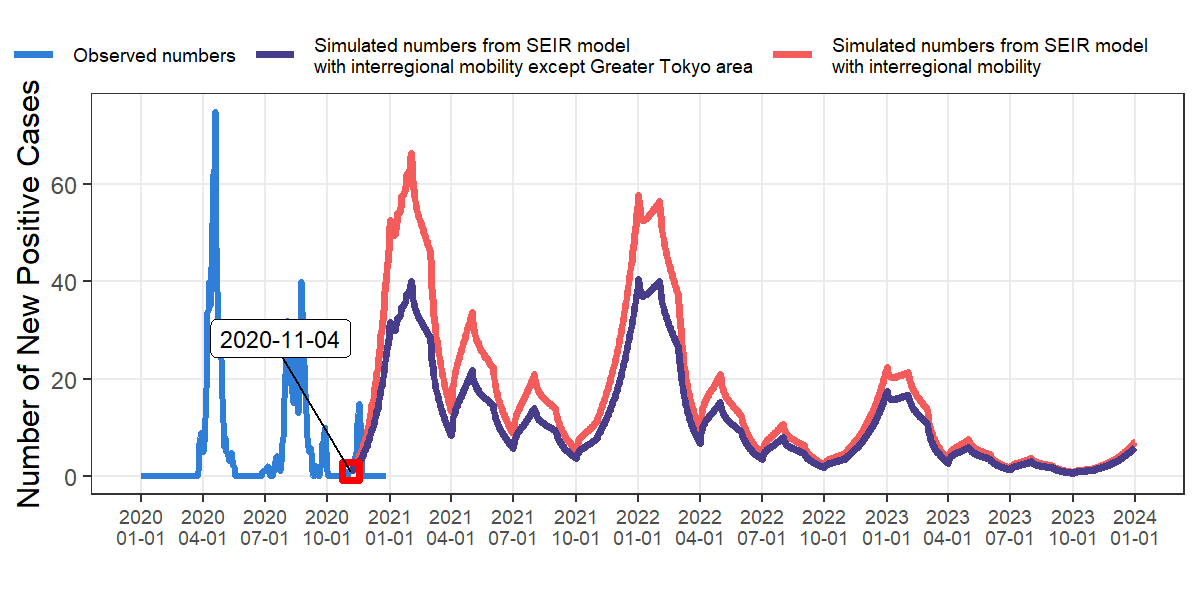 Observed numbers
Simulated numbers from SEIR model
with interregional mobility except Greater Tokyo area
Simulated numbers from SEIR model
with interregional mobility
Number of New Positive Cases
60
40
20
0
2020-11-04
2020 2020 2020 2020 2021 2021 2021 2021 2022 2022 2022 2022 2023 2023 2023 2023 2024
01-01 04-01 07-01 10-01 01-01 04-01 07-01 10-01 01-01 04-01 07-01 10-01 01-01 04-01 07-01 10-01 01-01